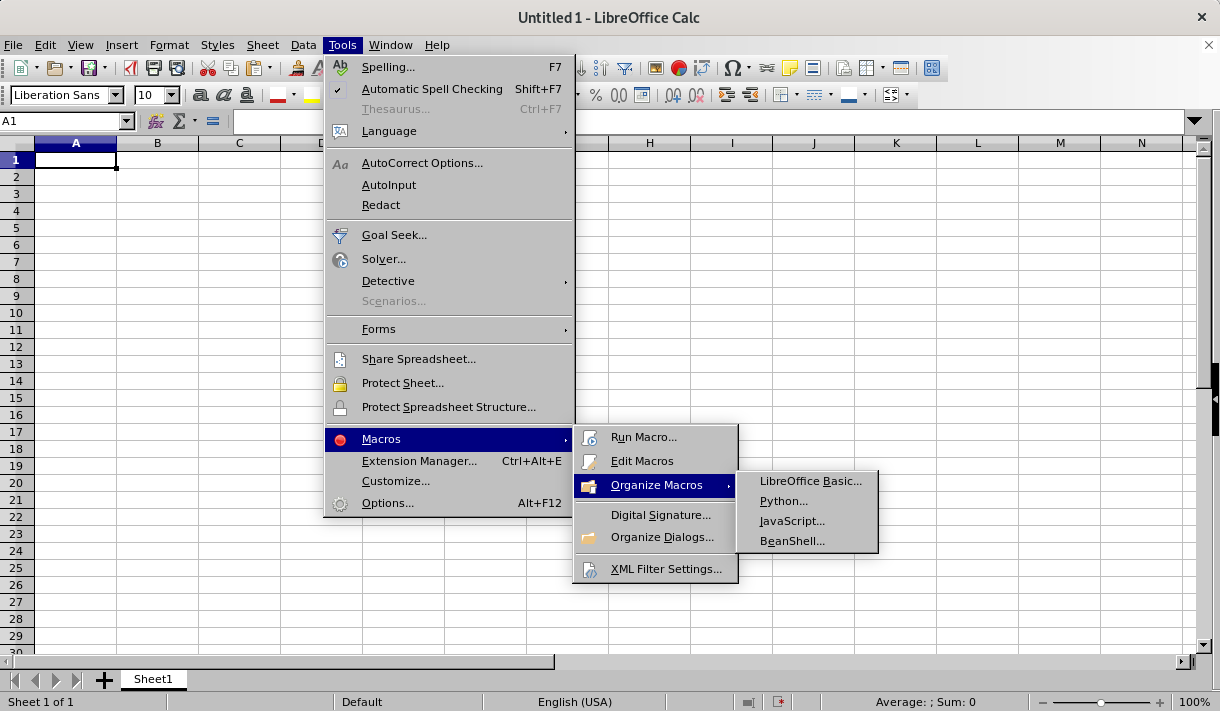 Untitled 1 - LibreOffice Calc
File Edit View Insert Format Styles Sheet Data Tools Window Help
Liberation Sans 10
A1
A B C D H I J K L M N
1
2
3
4
5
6
7
8
9
10
11
12
13
14
15
16
17
18
19
20
21
22
23
24
25
26
27
28
29
30
Spelling... F7
Automatic Spell Checking Shift+F7
Thesaurus... Ctrl+F7
Language
AutoCorrect Options...
AutoInput
Redact
Goal Seek...
Solver...
Detective
Scenarios...
Forms
Share Spreadsheet...
Protect Sheet...
Protect Spreadsheet Structure...
Macros
Extension Manager... Ctrl+Alt+E
Customize...
Options... Alt+F12
Run Macro...
Edit Macros
Organize Macros
Digital Signature...
Organize Dialogs...
XML Filter Settings...
LibreOffice Basic...
Python...
JavaScript...
BeanShell...
Sheet1
Sheet 1 of 1 Default English (USA) Average: ; Sum: 0 100%